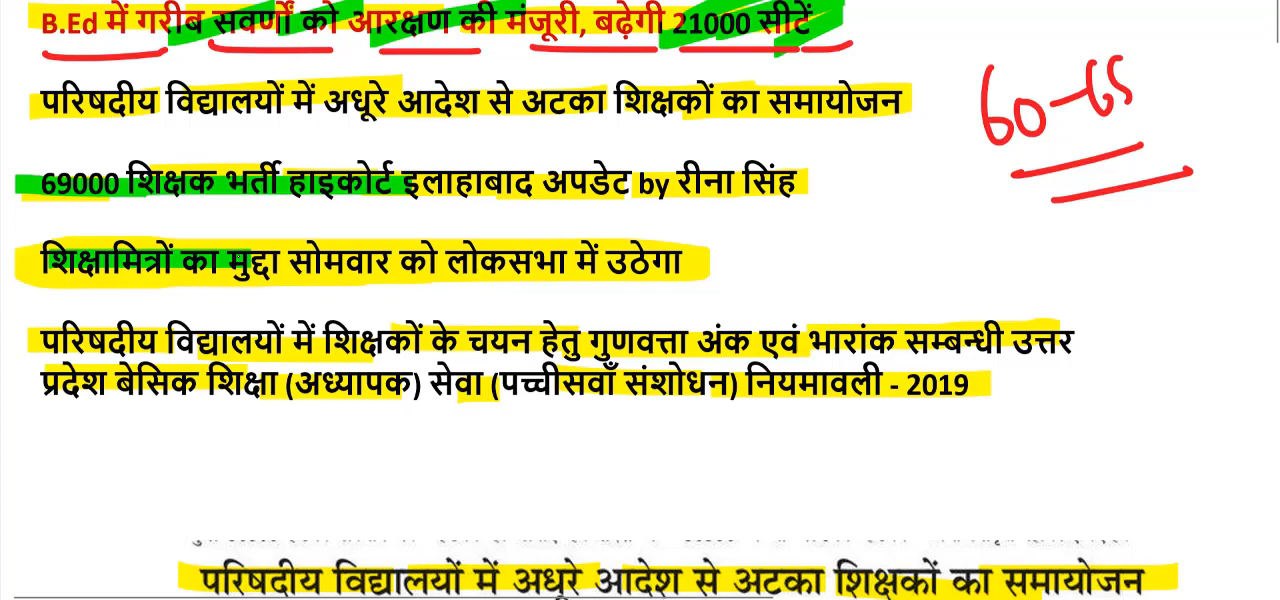 B.Ed में गरीब सवर्णों को आरक्षण की मंजूरी, बढ़ेगी 21000 सीटें
परिषदीय विद्यालयों में अधूरे आदेश से अटका शिक्षकों का समायोजन
60-65
69000 शिक्षक भर्ती हाइकोर्ट इलाहाबाद अपडेट by रीना सिंह
शिक्षामित्रों का मुद्दा सोमवार को लोकसभा में उठेगा
परिषदीय विद्यालयों में शिक्षकों के चयन हेतु गुणवत्ता अंक एवं भारांक सम्बन्धी उत्तर
प्रदेश बेसिक शिक्षा (अध्यापक) सेवा (पच्चीसवाँ संशोधन) नियमावली - 2019
परिषदीय विद्यालयों में अधूरे आदेश से अटका शिक्षकों का समायोजन